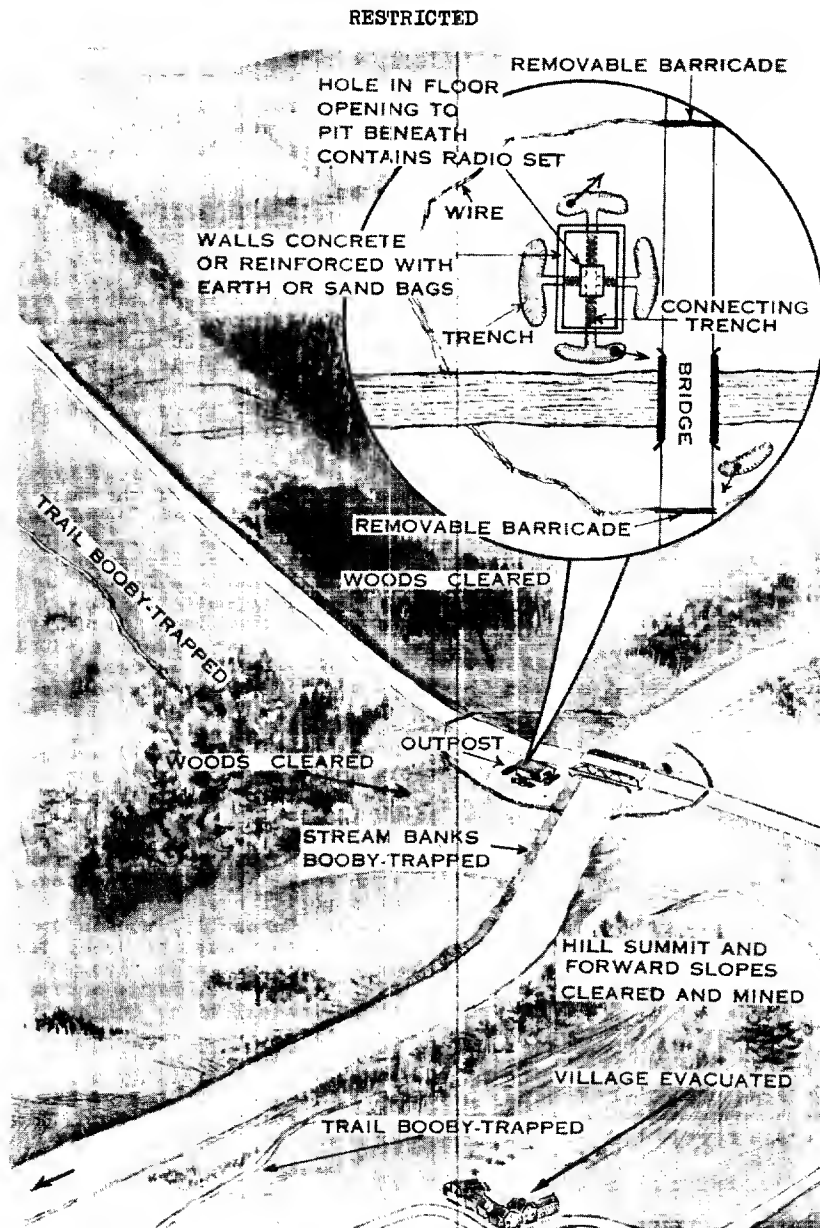 RESTRICTED
REMOVABLE BARRICADE
HOLE IN FLOOR
OPENING TO
PIT BENEATH
CONTAINS RADIO SET
WIRE
WALLS CONCRETE
OR REINFORCED WITH
EARTH OR SAND BAGS
TRENCH
CONNECTING
TRENCH
BRIDGE
REMOVABLE BARRICADE
TRAIL BOOBY-TRAPPED
WOODS CLEARED
OUTPOST
WOODS CLEARED
STREAM BANKS
BOOBY-TRAPPED
HILL SUMMIT AND
FORWARD SLOPES
CLEARED AND MINED
VILLAGE EVACUATED
TRAIL BOOBY-TRAPPED